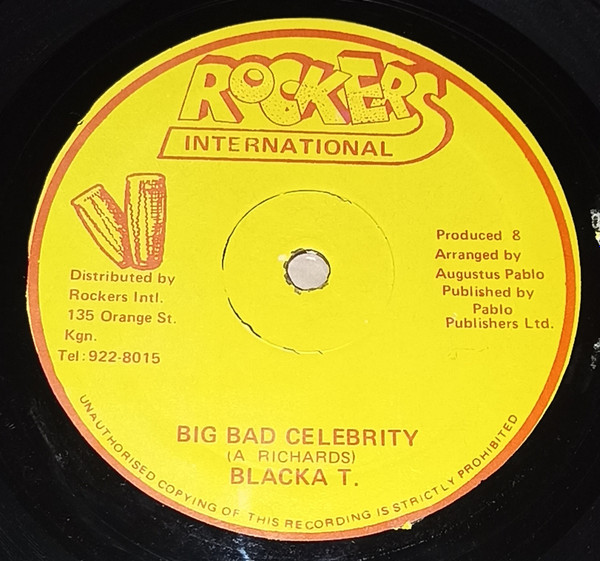 ROCKERS
INTERNATIONAL
Distributed by
Rockers Intl.
135 Orange St.
Kgn.
Tel: 922-8015
Produced 8
Arranged by
Augustus Pablo
Published by
Pablo
Publishers Ltd.
BIG BAD CELEBRITY
(A RICHARDS)
BLACKA T.
UNAUTHORISED COPYING OF THIS RECORDING IS STRICTLY PROHIBITED